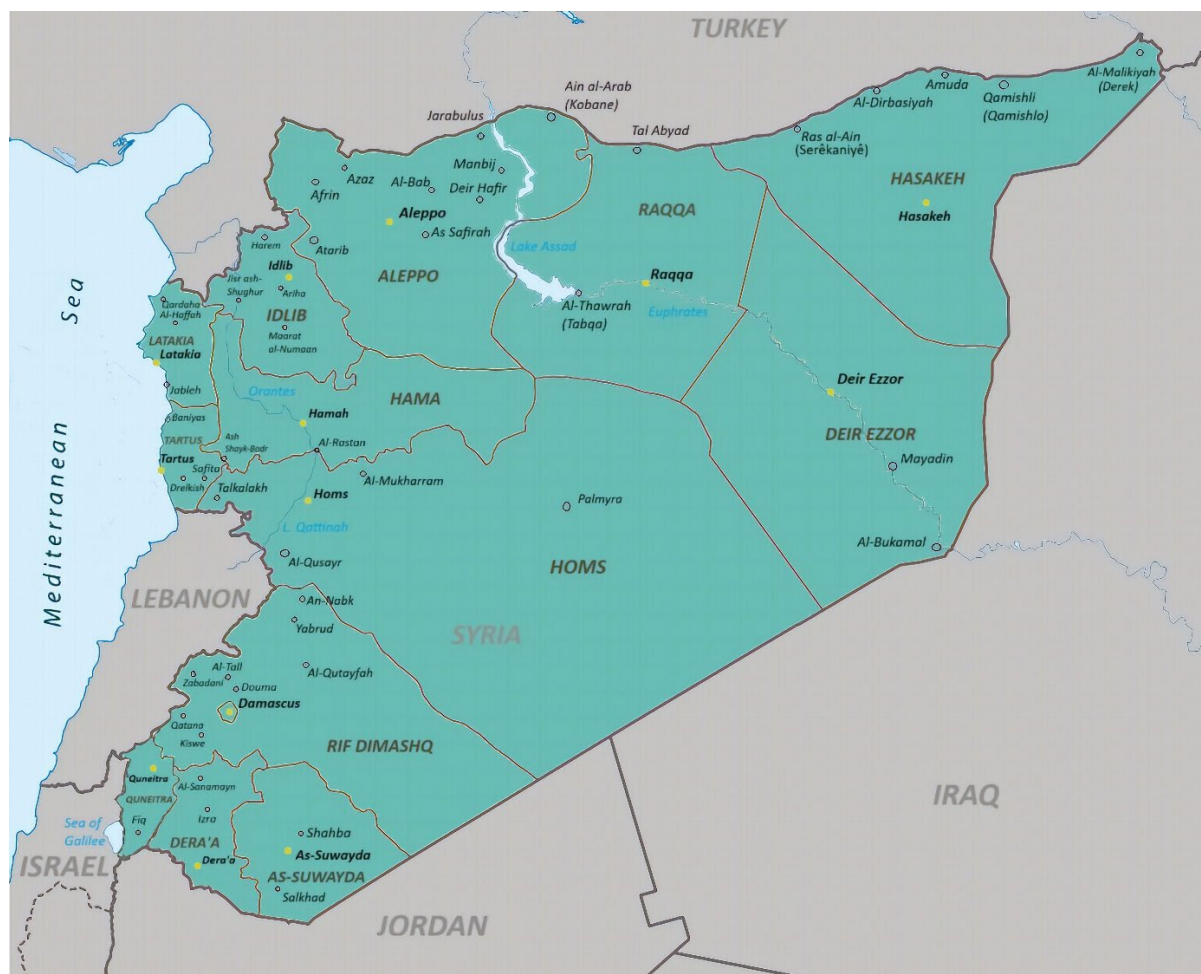 TURKEY
Al-Malikiyah
(Derek)
Amuda
Qamishli
(Qamishlo)
Al-Dirbasiyah
Ain al-Arab
(Kobane)
Jarabulus
Tal Abyad
Ras al-Ain
(Serêkaniyê)
Manbij
Azaz
Al-Bab
Deir Hafir
Afrin
HASAKEH
Hasakeh
RAQQA
Aleppo
As Safirah
Atarib
Harem
Lake Assad
ALEPPO
Idlib
Jisr ash-
Shughur
Ariha
IDLIB
Maarat
al-Numaan
Raqqa
Al-Thawrah
(Tabqa)
Euphrates
Qardaha
Al-Haffah
LATAKIA
Latakia
Jableh
Orantes
HAMA
Hamah
Deir Ezzor
DEIR EZZOR
Baniyas
TARTUS
Tartus
Ash
Shayk-Badr
Al-Rastan
Safita
Drelkish
Talkalakh
Al-Mukharram
Homs
Mayadin
Palmyra
L. Qattinah
Al-Qusayr
HOMS
Al-Bukamal
Mediterranean Sea
LEBANON
An-Nabk
Yabrud
SYRIA
Al-Tall
Zabadani
Al-Qutayfah
Douma
Damascus
Qatana
Kiswe
RIF DIMASHQ
Quneitra
QUNEITRA
Al-Sanamayn
Fiq
Izra
Sea of
Galilee
DERA'A
Dera'a
Shahba
As-Suwayda
AS-SUWAYDA
Salkhad
ISRAEL
JORDAN
IRAQ